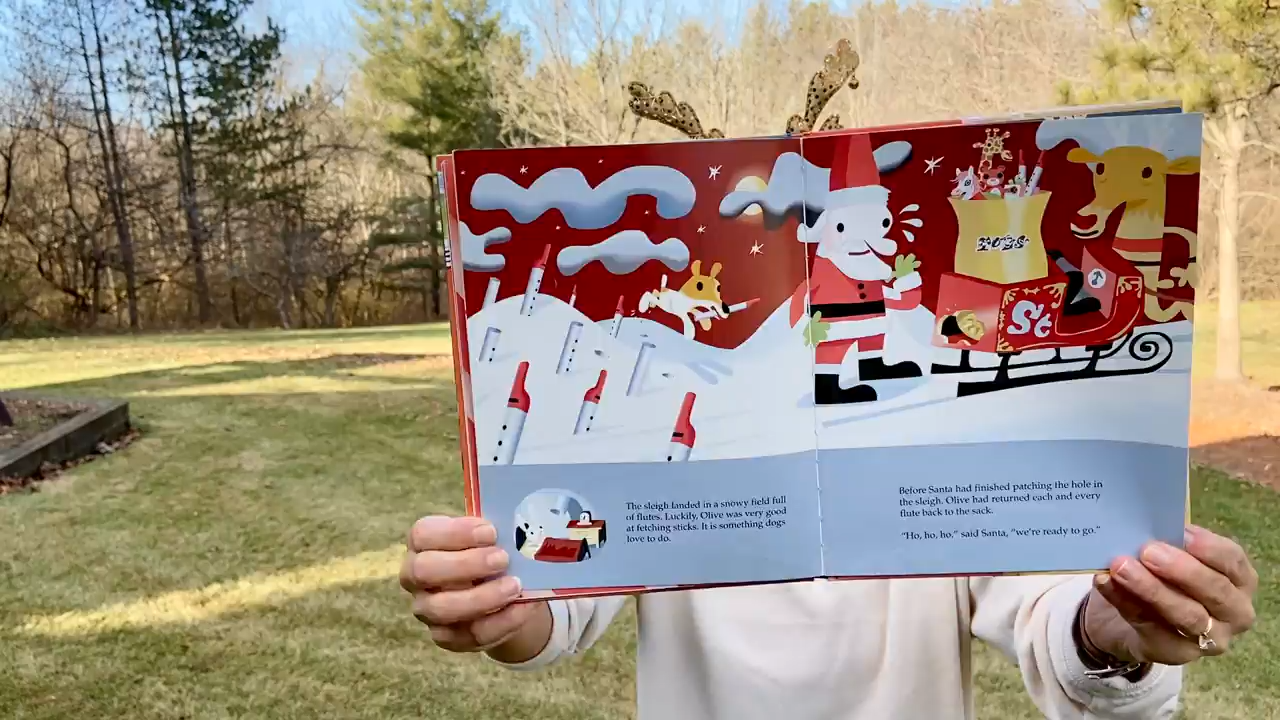 TOYS
St
The sleigh landed in a snowy field full
of flutes. Luckily, Olive was very good
at fetching sticks. It is something dogs
love to do.
Before Santa had finished patching the hole in
the sleigh, Olive had returned each and every
flute back to the sack.
“Ho, ho, ho,” said Santa, “we’re ready to go.”